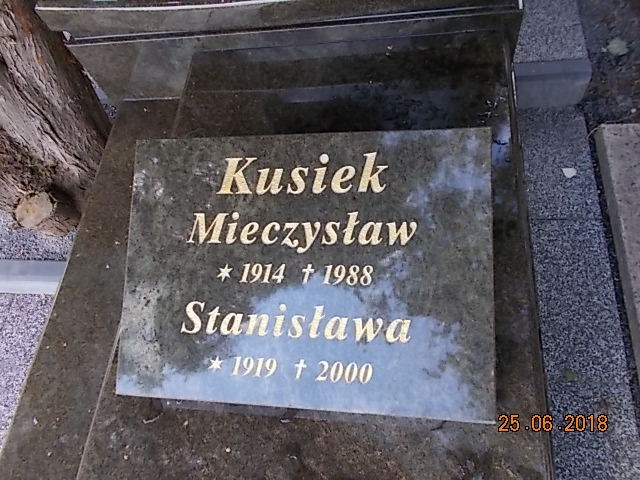 Kusiek
Mieczysław
✶ 1914 † 1988
Stanisława
✶ 1919 † 2000
25.06.2018